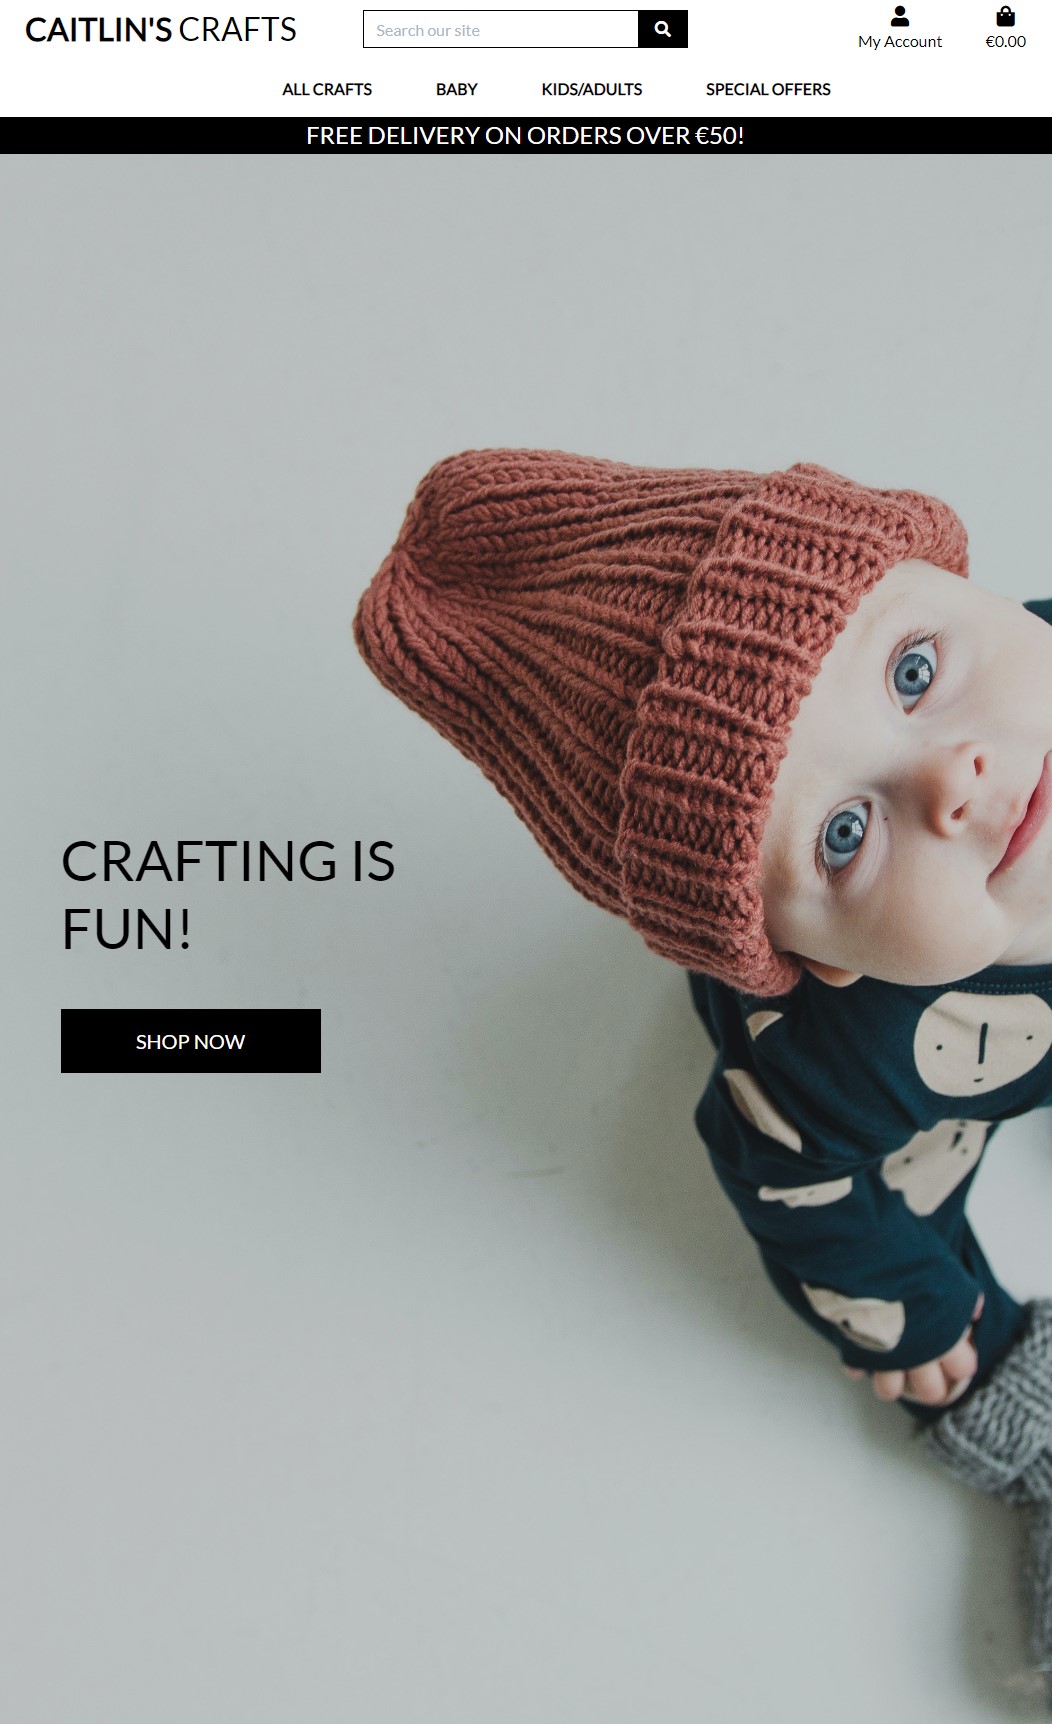 CAITLIN'S CRAFTS
Search our site
My Account
€0.00
ALL CRAFTS
BABY
KIDS/ADULTS
SPECIAL OFFERS
FREE DELIVERY ON ORDERS OVER €50!
CRAFTING IS
FUN!
SHOP NOW